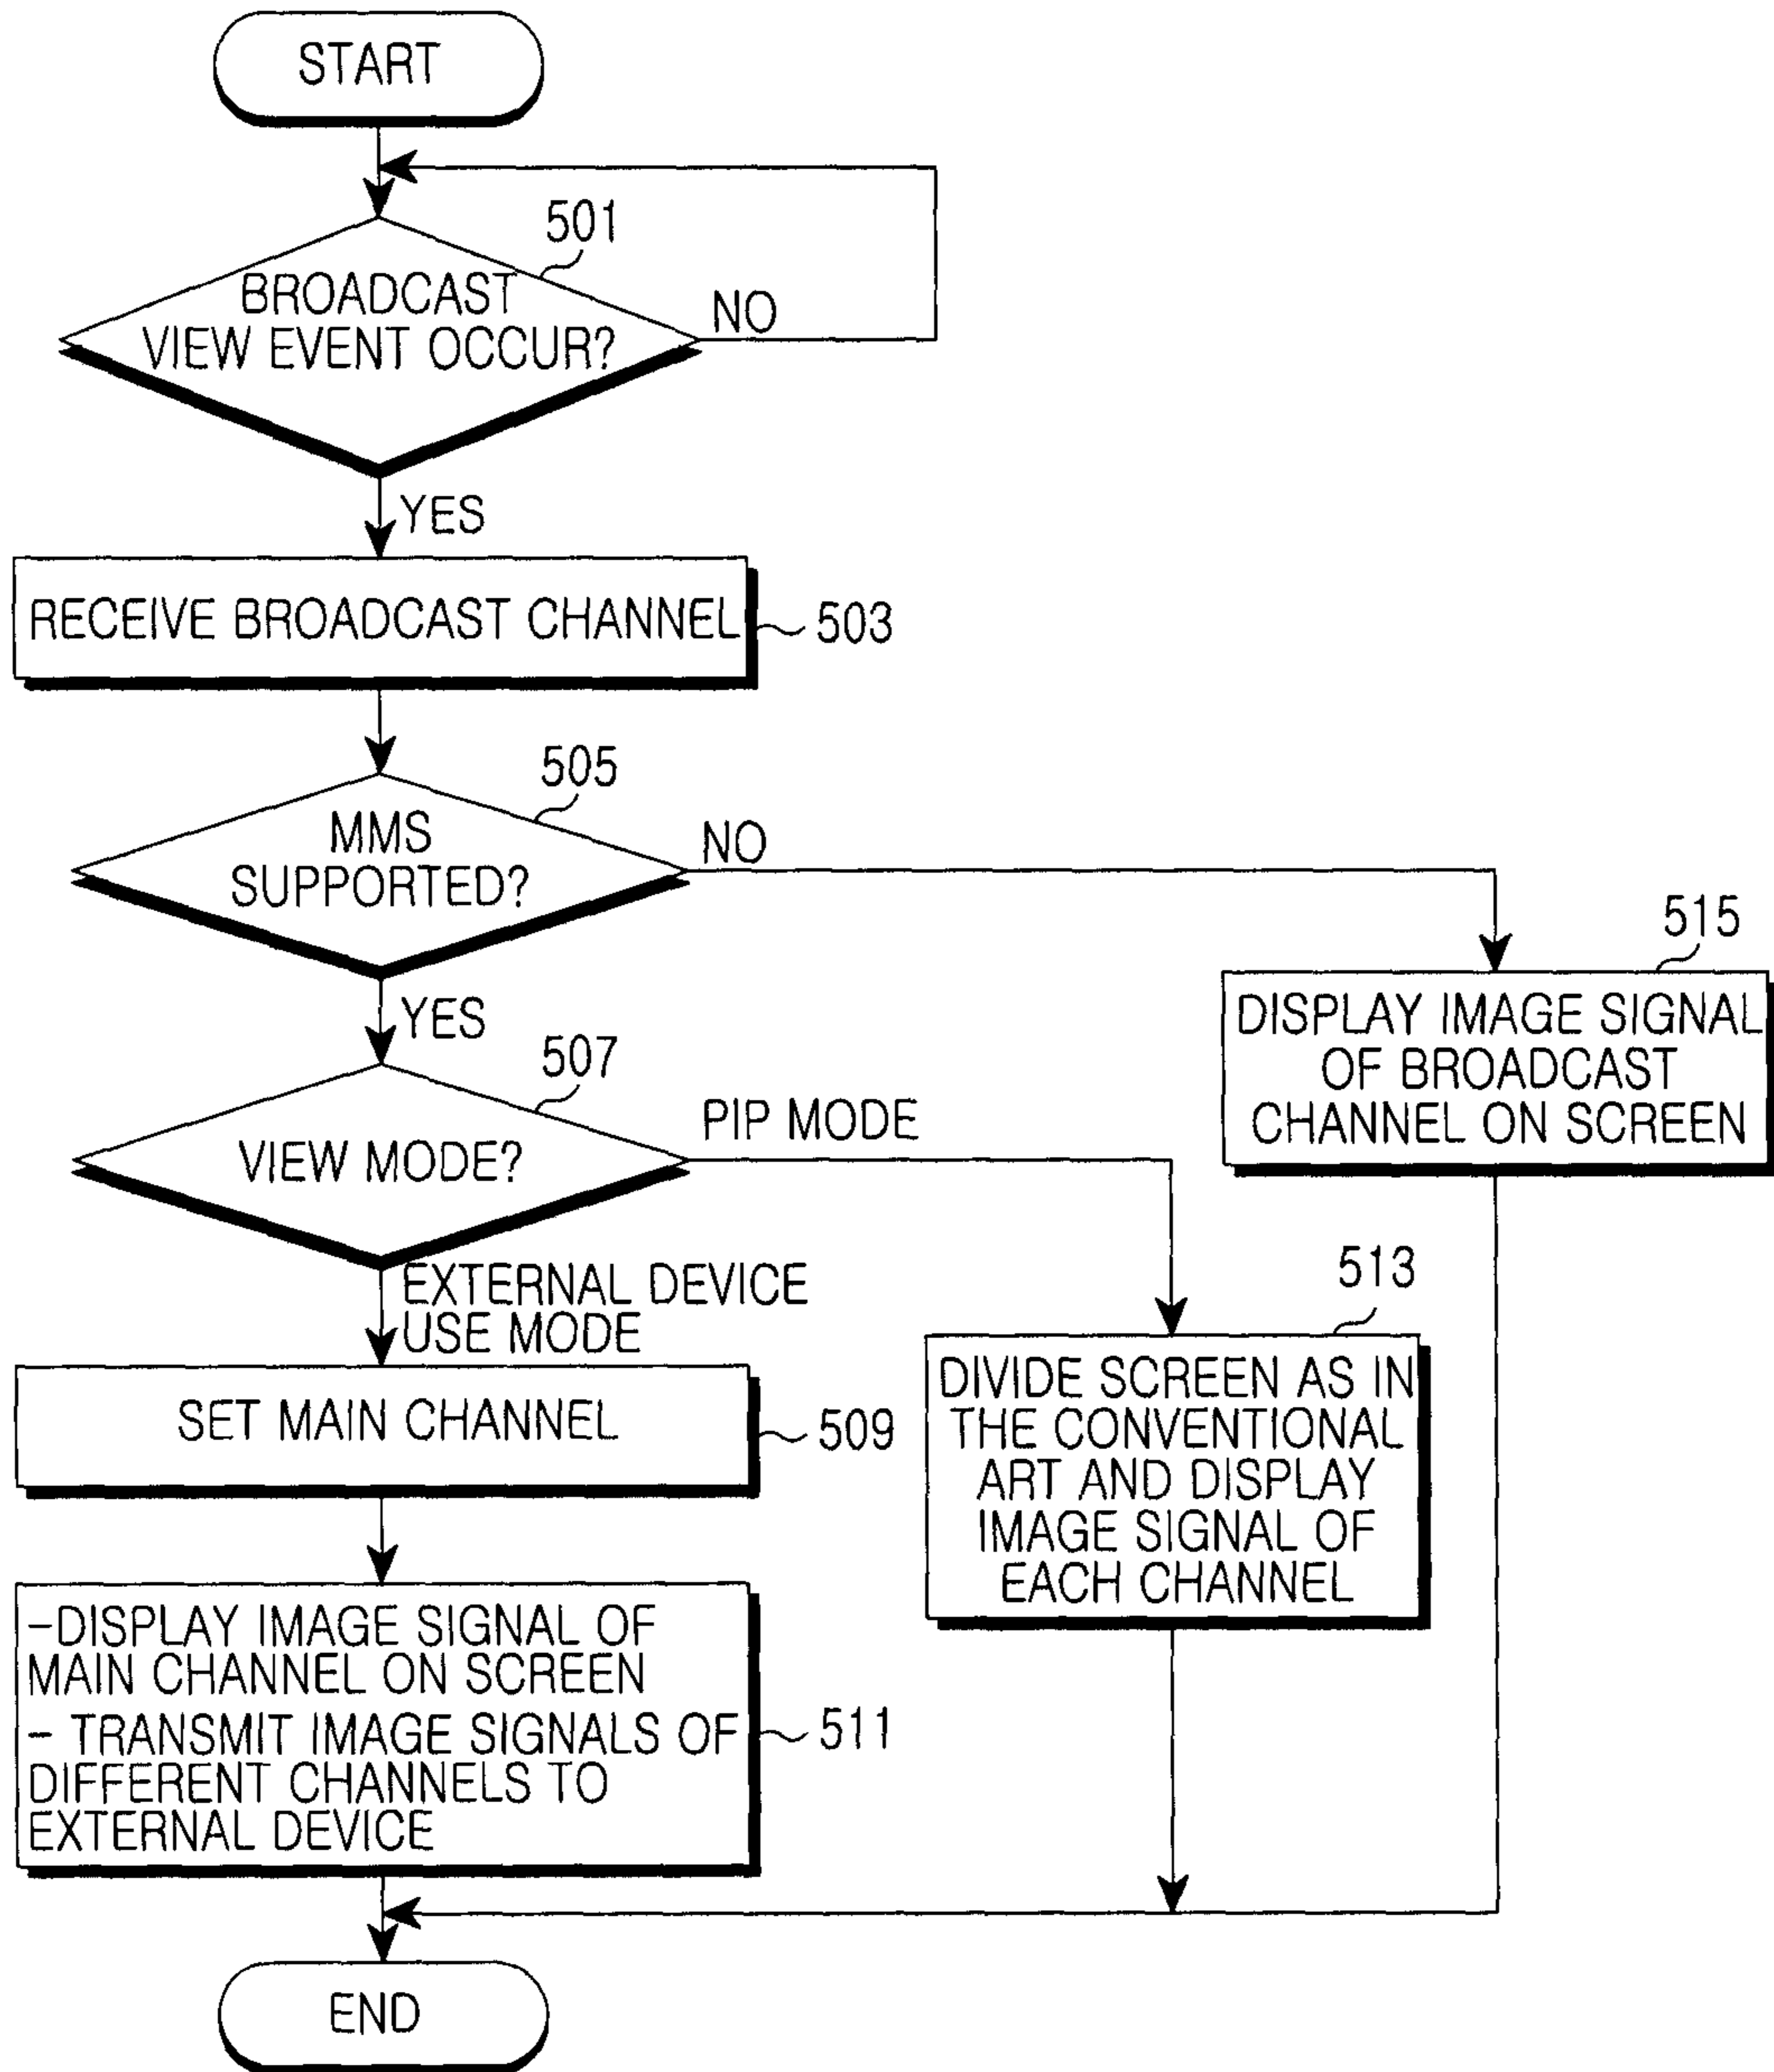 START
501
BROADCAST
VIEW EVENT OCCUR?
NO
YES
RECEIVE BROADCAST CHANNEL
503
505
MMS
SUPPORTED?
NO
YES
515
DISPLAY IMAGE SIGNAL
OF BROADCAST
CHANNEL ON SCREEN
507
VIEW MODE?
PIP MODE
EXTERNAL DEVICE
USE MODE
513
DIVIDE SCREEN AS IN
THE CONVENTIONAL
ART AND DISPLAY
IMAGE SIGNAL OF
EACH CHANNEL
SET MAIN CHANNEL
509
-DISPLAY IMAGE SIGNAL OF
MAIN CHANNEL ON SCREEN
- TRANSMIT IMAGE SIGNALS OF
DIFFERENT CHANNELS TO
EXTERNAL DEVICE
511
END